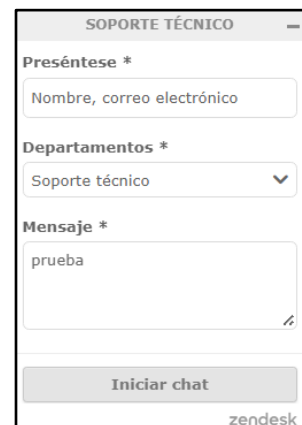 SOPORTE TÉCNICO
Preséntese *
Nombre, correo electrónico
Departamentos *
Soporte técnico
Mensaje *
prueba
Iniciar chat
zendesk